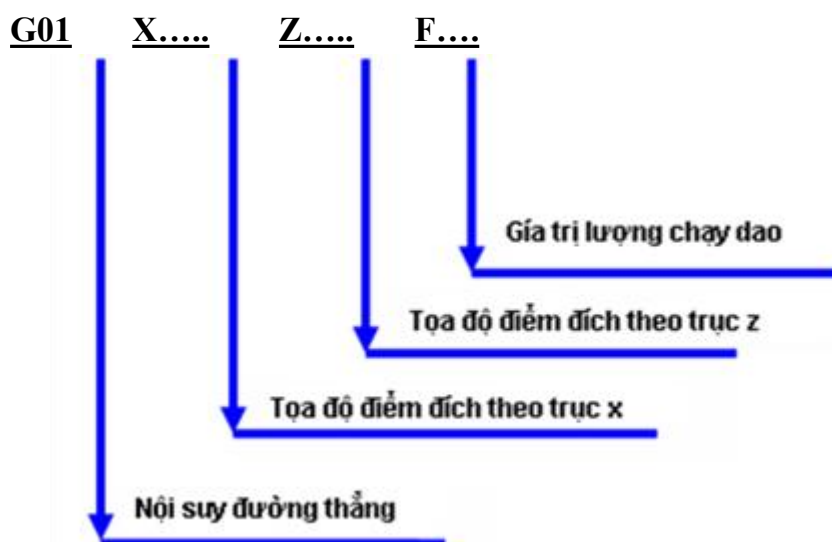 G01 X..... Z..... F....
Gía trị lượng chạy dao
Tọa độ điểm đích theo trục z
Tọa độ điểm đích theo trục x
Nội suy đường thẳng